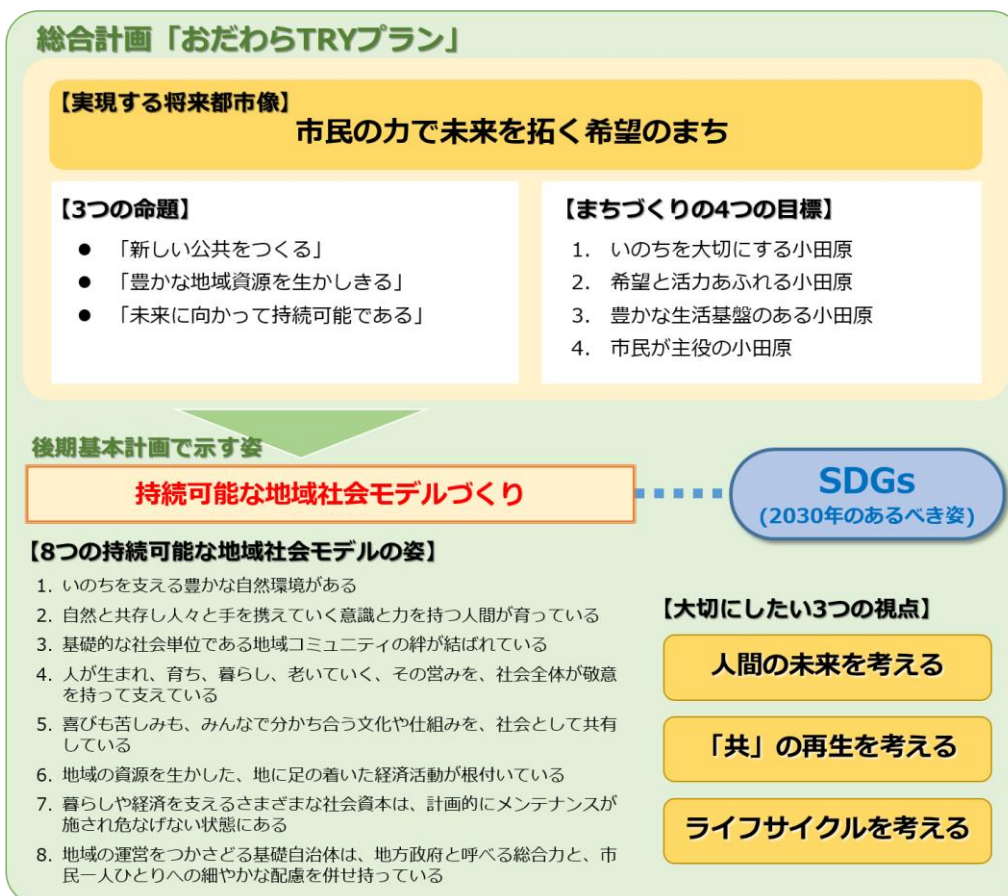 総合計画「おだわらTRYプラン」
【実現する将来都市像】
市民の力で未来を拓く希望のまち
【3つの命題】
● 「新しい公共をつくる」
● 「豊かな地域資源を生かしきる」
● 「未来に向かって持続可能である」
【まちづくりの4つの目標】
1. いのちを大切にする小田原
2. 希望と活力あふれる小田原
3. 豊かな生活基盤のある小田原
4. 市民が主役の小田原
後期基本計画で示す姿
持続可能な地域社会モデルづくり
SDGs
(2030年のあるべき姿)
【8つの持続可能な地域社会モデルの姿】
1. いのちを支える豊かな自然環境がある
2. 自然と共存し人々と手を携えていく意識と力を持つ人間が育っている
3. 基礎的な社会単位である地域コミュニティの絆が結ばれている
4. 人が生まれ、育ち、暮らし、老いていく、その営みを、社会全体が敬意
を持って支えている
5. 喜びも苦しみも、みんなで分かち合う文化や仕組みを、社会として共有
している
6. 地域の資源を生かした、地に足の着いた経済活動が根付いている
7. 暮らしや経済を支えるさまざまな社会資本は、計画的にメンテナンスが
施され危なげない状態にある
8. 地域の運営をつかさどる基礎自治体は、地方政府と呼べる総合力と、市
民一人ひとりへの細やかな配慮を併せ持っている
【大切にしたい3つの視点】
人間の未来を考える
「共」の再生を考える
ライフサイクルを考える